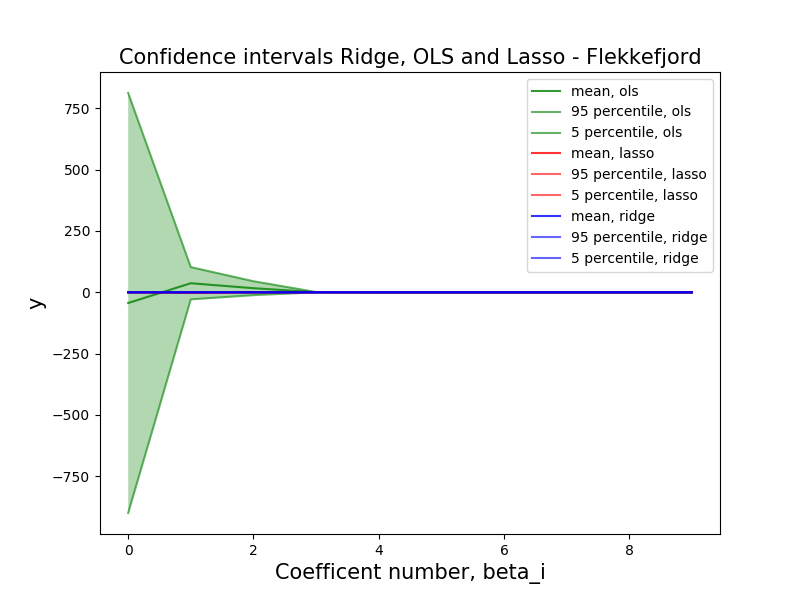 Confidence intervals Ridge, OLS and Lasso - Flekkefjord
mean, ols
95 percentile, ols
5 percentile, ols
mean, lasso
95 percentile, lasso
5 percentile, lasso
mean, ridge
95 percentile, ridge
5 percentile, ridge
750
500
250
0
−250
−500
−750
y
0 2 4 6 8
Coefficent number, beta_i